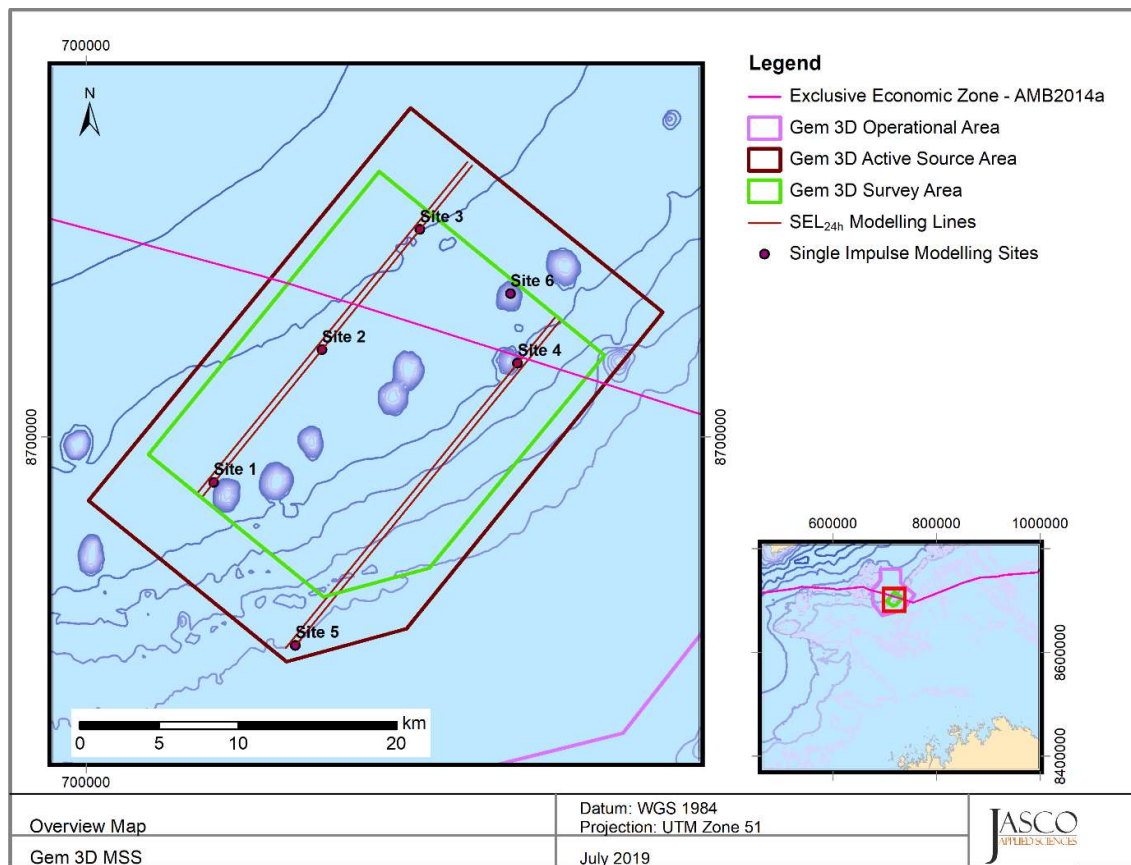 700000
N
Site 3
Site 6
Site 2
Site 4
Site 1
Site 5
8700000
8700000
km
0 5 10 20
700000
Legend
Exclusive Economic Zone - AMB2014a
Gem 3D Operational Area
Gem 3D Active Source Area
Gem 3D Survey Area
SEL24h Modelling Lines
Single Impulse Modelling Sites
600000 800000 1000000
8600000
8400000
Overview Map
Gem 3D MSS
Datum: WGS 1984
Projection: UTM Zone 51
July 2019
JASCO
APPLIED SCIENCES